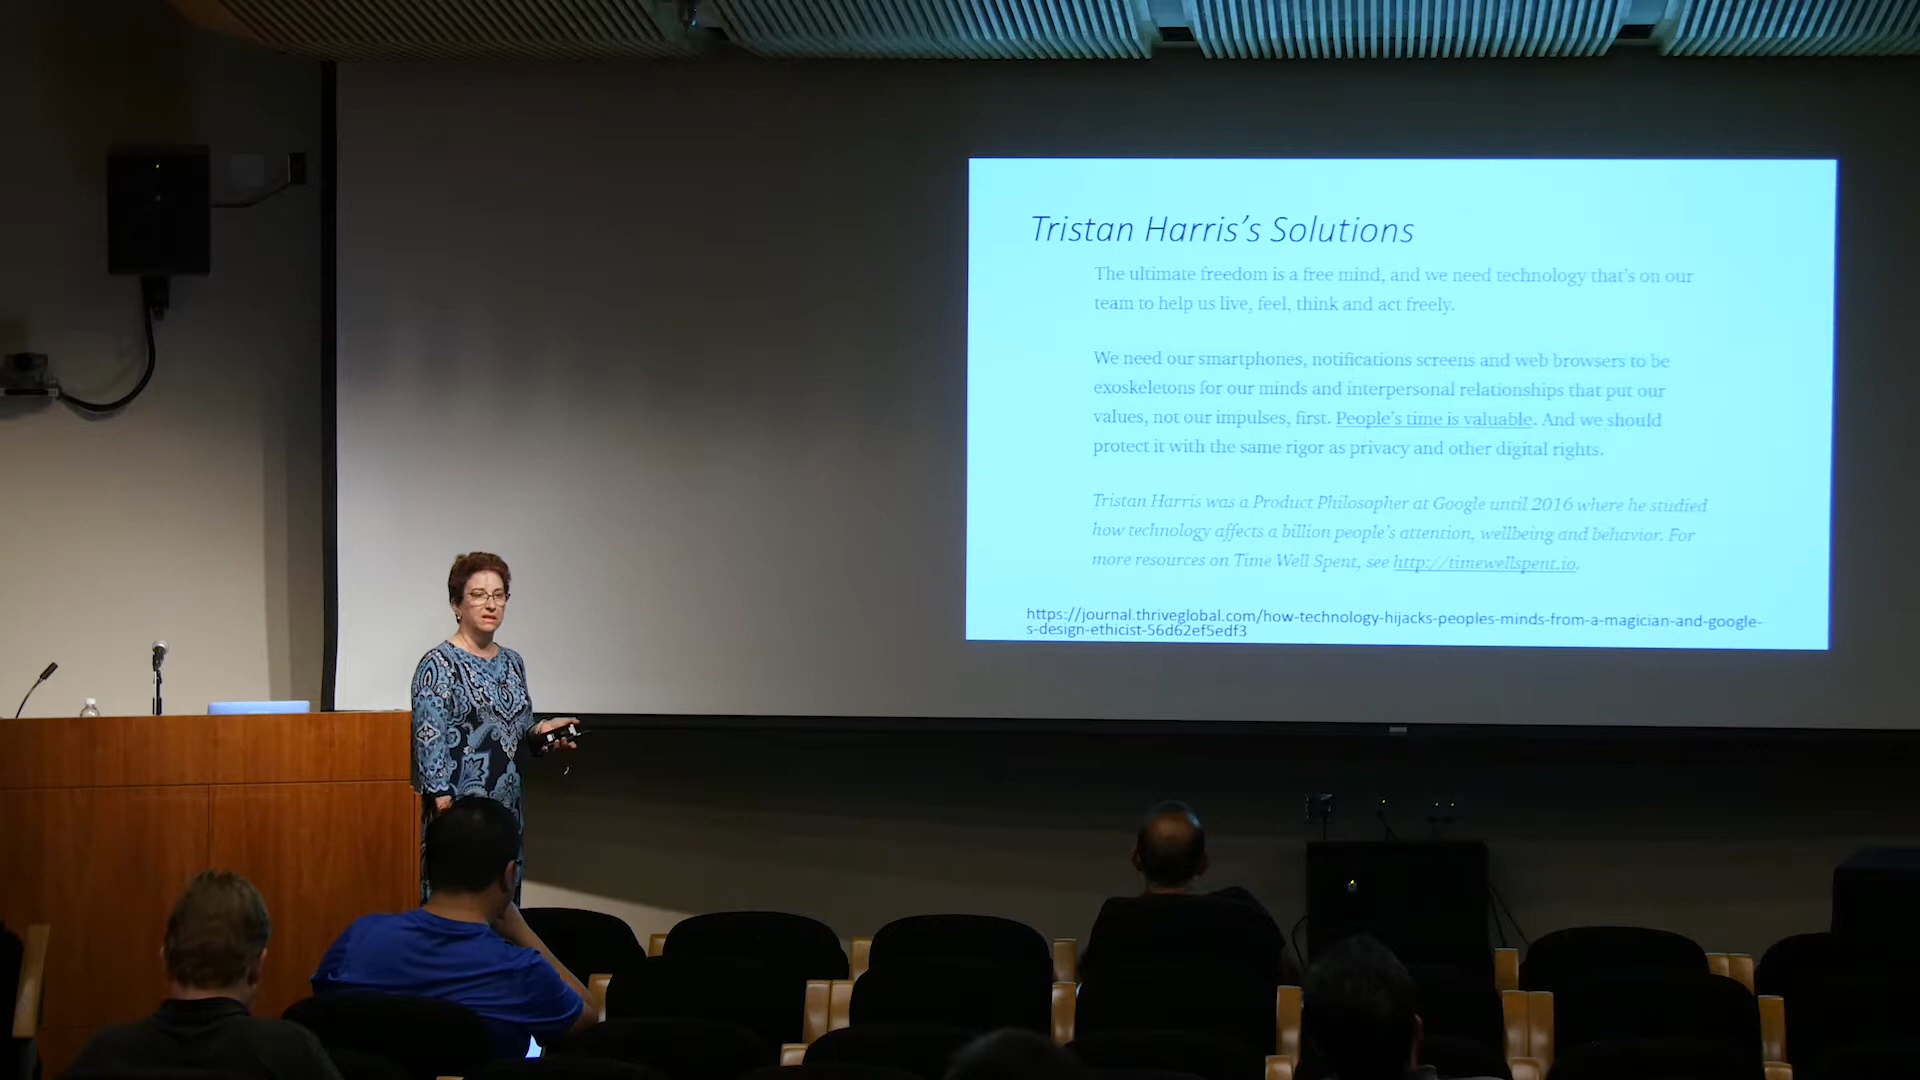 Tristan Harris's Solutions
The ultimate freedom is a free mind, and we need technology that's on our
team to help us live, feel, think and act freely.
We need our smartphones, notifications screens and web browsers to be
exoskeletons for our minds and interpersonal relationships that put our
values, not our impulses, first. People's time is valuable. And we should
protect it with the same rigor as privacy and other digital rights.
Tristan Harris was a Product Philosopher at Google until 2016 where he studied
how technology affects a billion people's attention, wellbeing and behavior. For
more resources on Time Well Spent, see http://timewellspent.io.
https://journal.thriveglobal.com/how-technology-hijacks-peoples-minds-from-a-magician-and-google-
s-design-ethicist-56d62ef5edf3